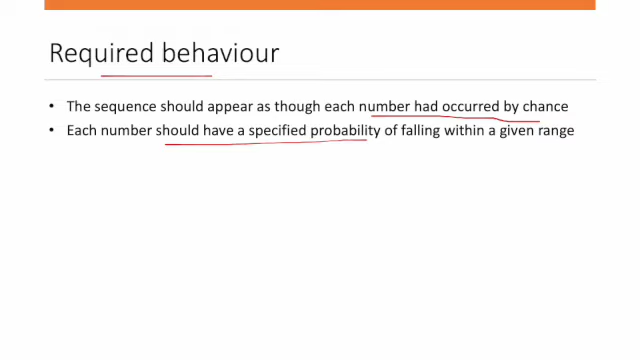 Required behaviour
• The sequence should appear as though each number had occurred by chance
• Each number should have a specified probability of falling within a given range